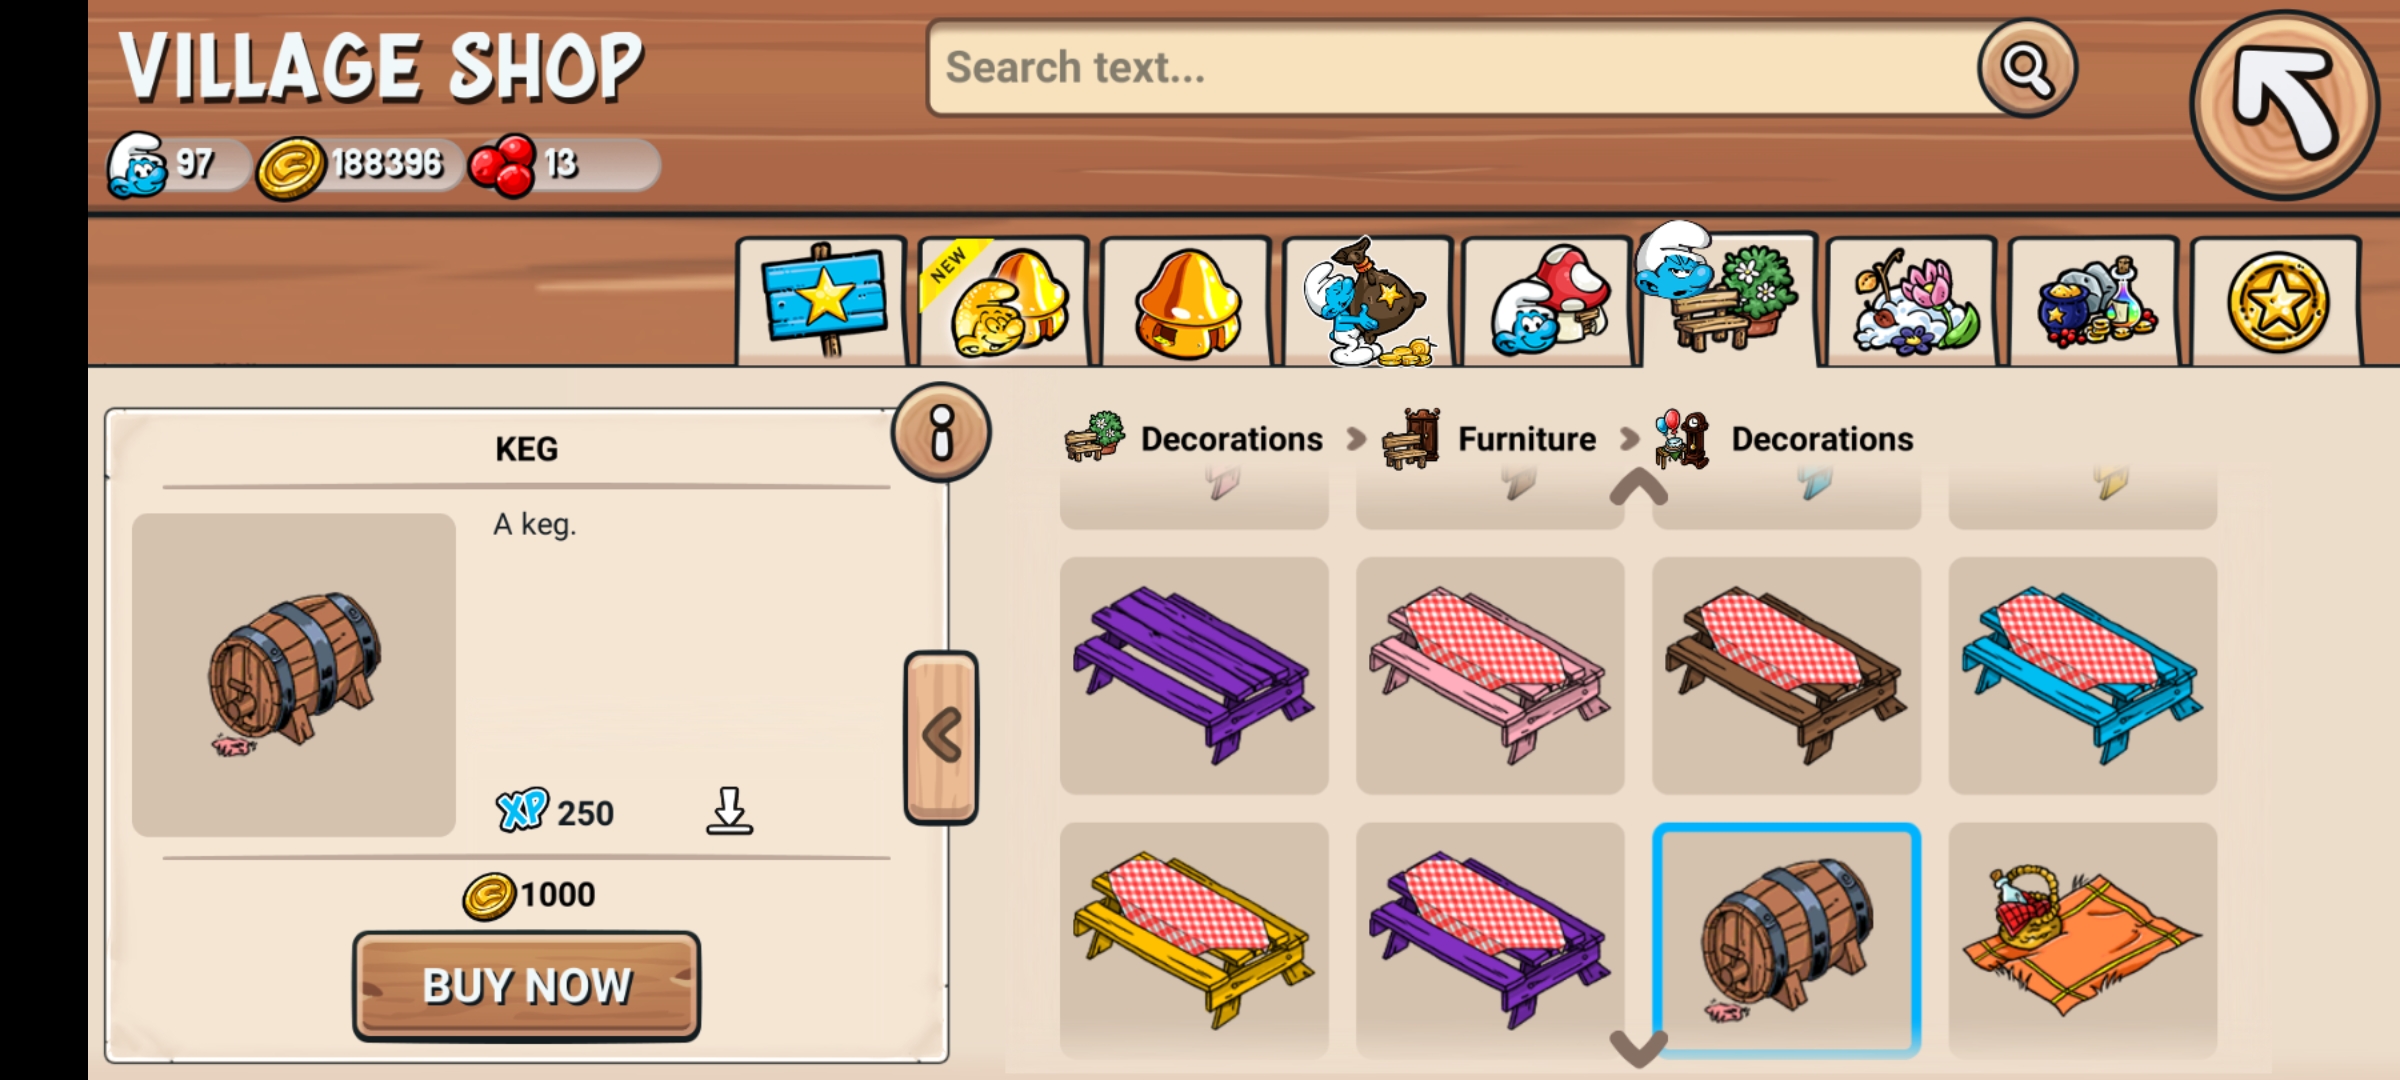 VILLAGE SHOP
Search text...
97 188396 13
NEW
Decorations > Furniture > Decorations
KEG
A keg.
XP 250
1000
BUY NOW